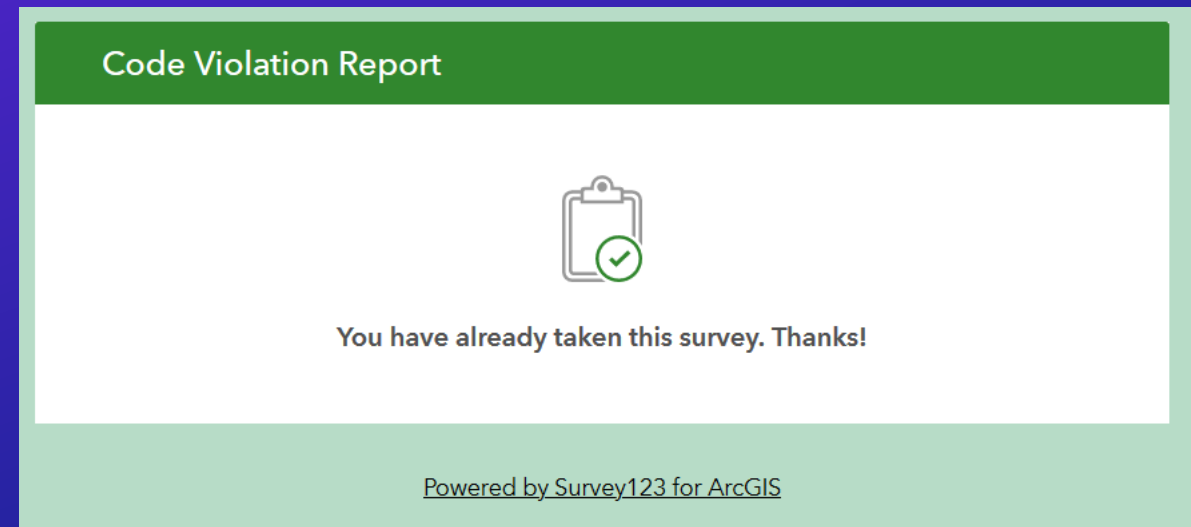 Code Violation Report
You have already taken this survey. Thanks!
Powered by Survey123 for ArcGIS